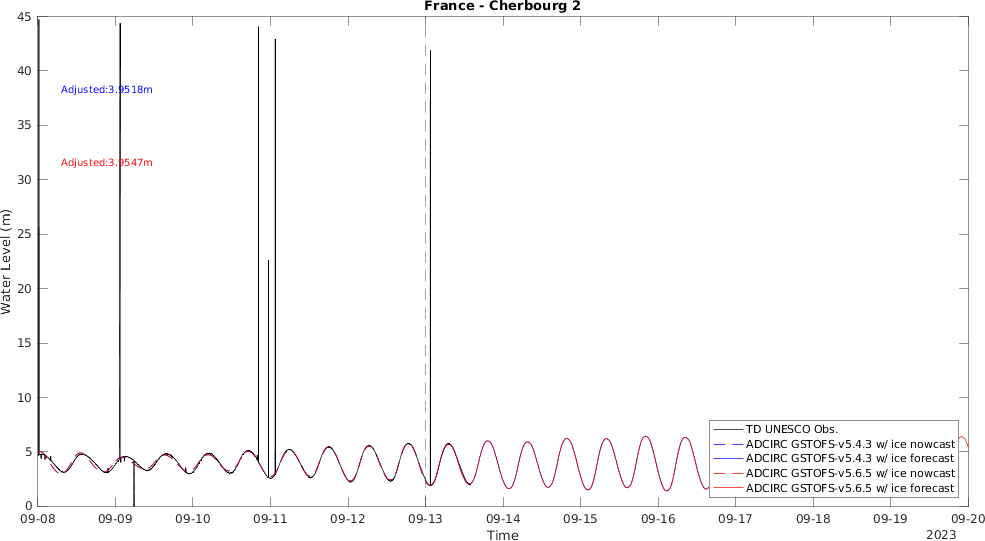 France - Cherbourg 2
45
40
35
30
25
20
15
10
5
0
Water Level (m)
Adjusted:3.9518m
Adjusted:3.9547m
TD UNESCO Obs.
ADCIRC GSTOFS-v5.4.3 w/ ice nowcast
ADCIRC GSTOFS-v5.4.3 w/ ice forecast
ADCIRC GSTOFS-v5.6.5 w/ ice nowcast
ADCIRC GSTOFS-v5.6.5 w/ ice forecast
09-08 09-09 09-10 09-11 09-12 09-13 09-14 09-15 09-16 09-17 09-18 09-19 09-20
Time
2023